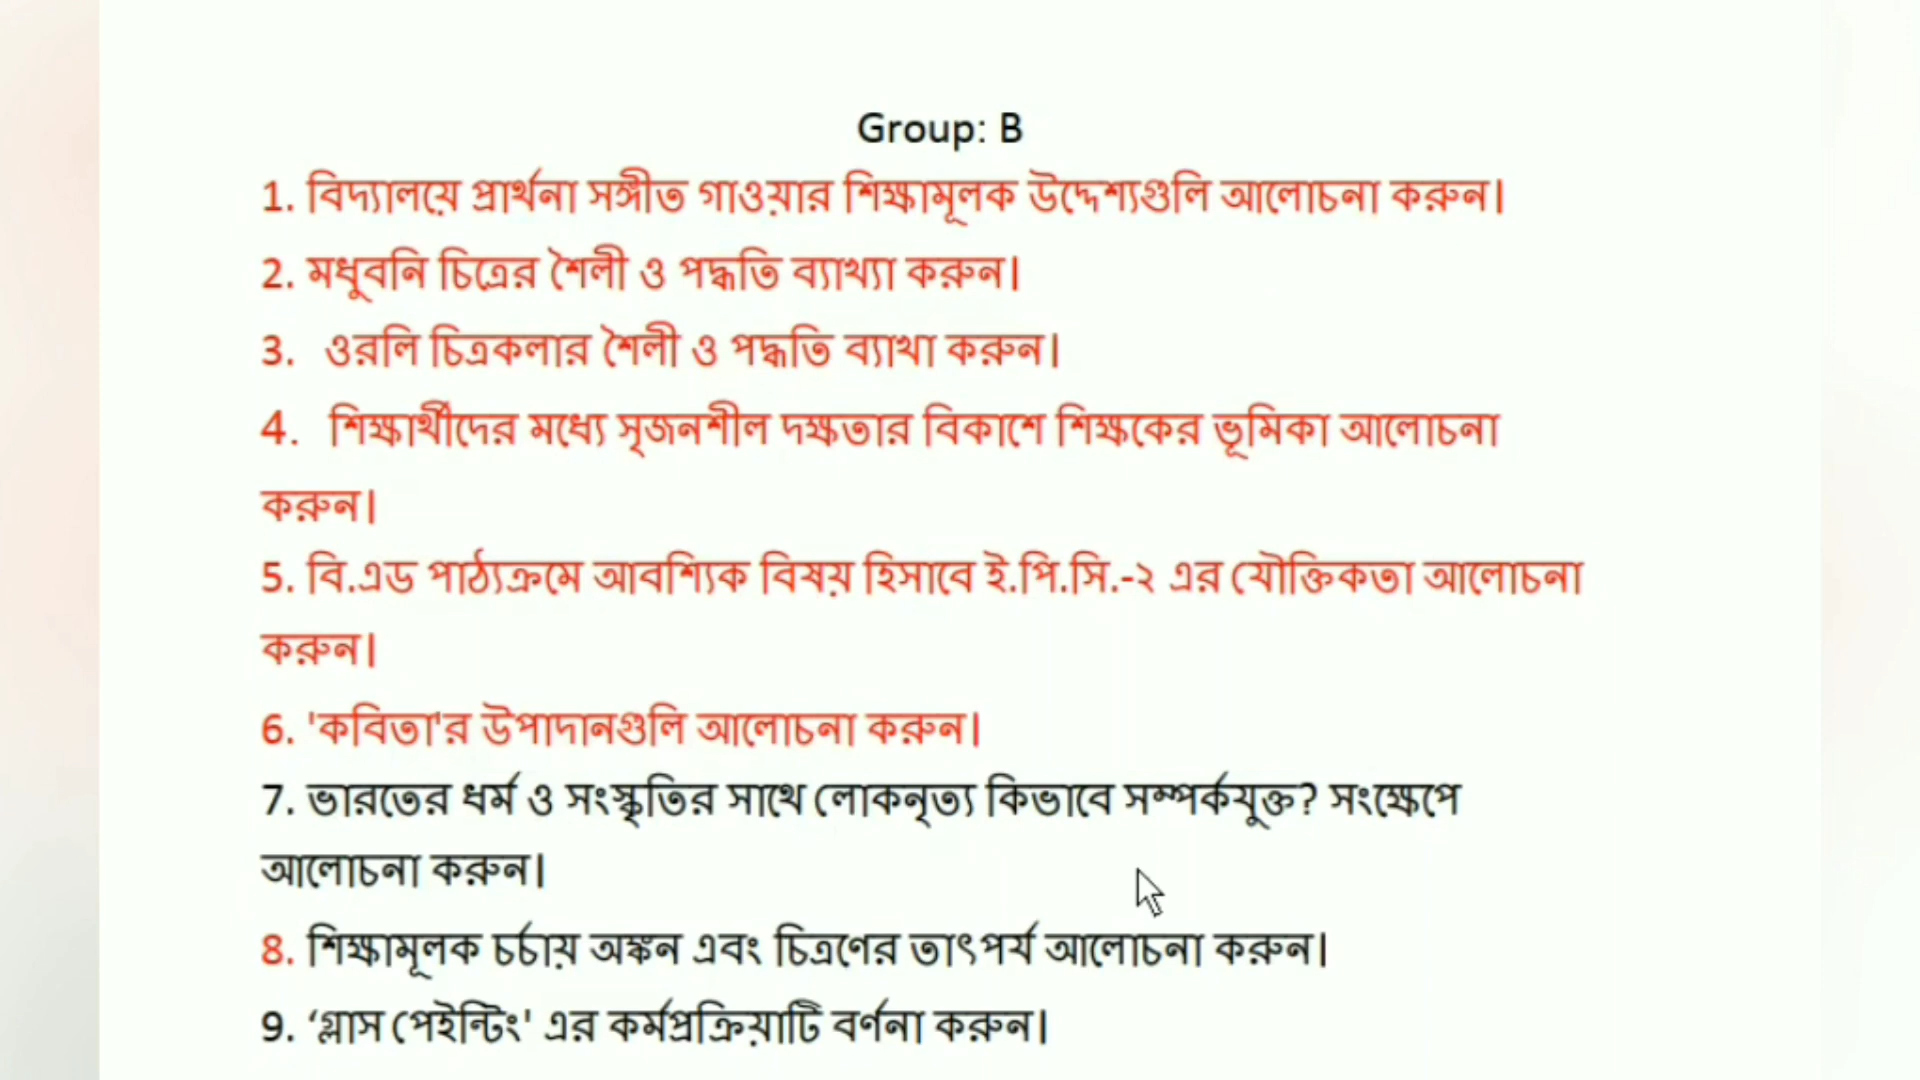 Group: B
1. বিদ্যালয়ে প্রার্থনা সঙ্গীত গাওয়ার শিক্ষামূলক উদ্দেশ্যগুলি আলোচনা করুন।
2. মধুবনি চিত্রের শৈলী ও পদ্ধতি ব্যাখ্যা করুন।
3. ওরলি চিত্রকলার শৈলী ও পদ্ধতি ব্যাখা করুন।
4. শিক্ষার্থীদের মধ্যে সৃজনশীল দক্ষতার বিকাশে শিক্ষকের ভূমিকা আলোচনা
করুন।
5. বি.এড পাঠ্যক্রমে আবশ্যিক বিষয় হিসাবে ই.পি.সি.-২ এর যৌক্তিকতা আলোচনা
করুন।
6. 'কবিতা'র উপাদানগুলি আলোচনা করুন।
7. ভারতের ধর্ম ও সংস্কৃতির সাথে লোকনৃত্য কিভাবে সম্পর্কযুক্ত? সংক্ষেপে
আলোচনা করুন।
8. শিক্ষামূলক চর্চায় অঙ্কন এবং চিত্রণের তাৎপর্য আলোচনা করুন।
9. ‘গ্লাস পেইন্টিং' এর কর্মপ্রক্রিয়াটি বর্ণনা করুন।